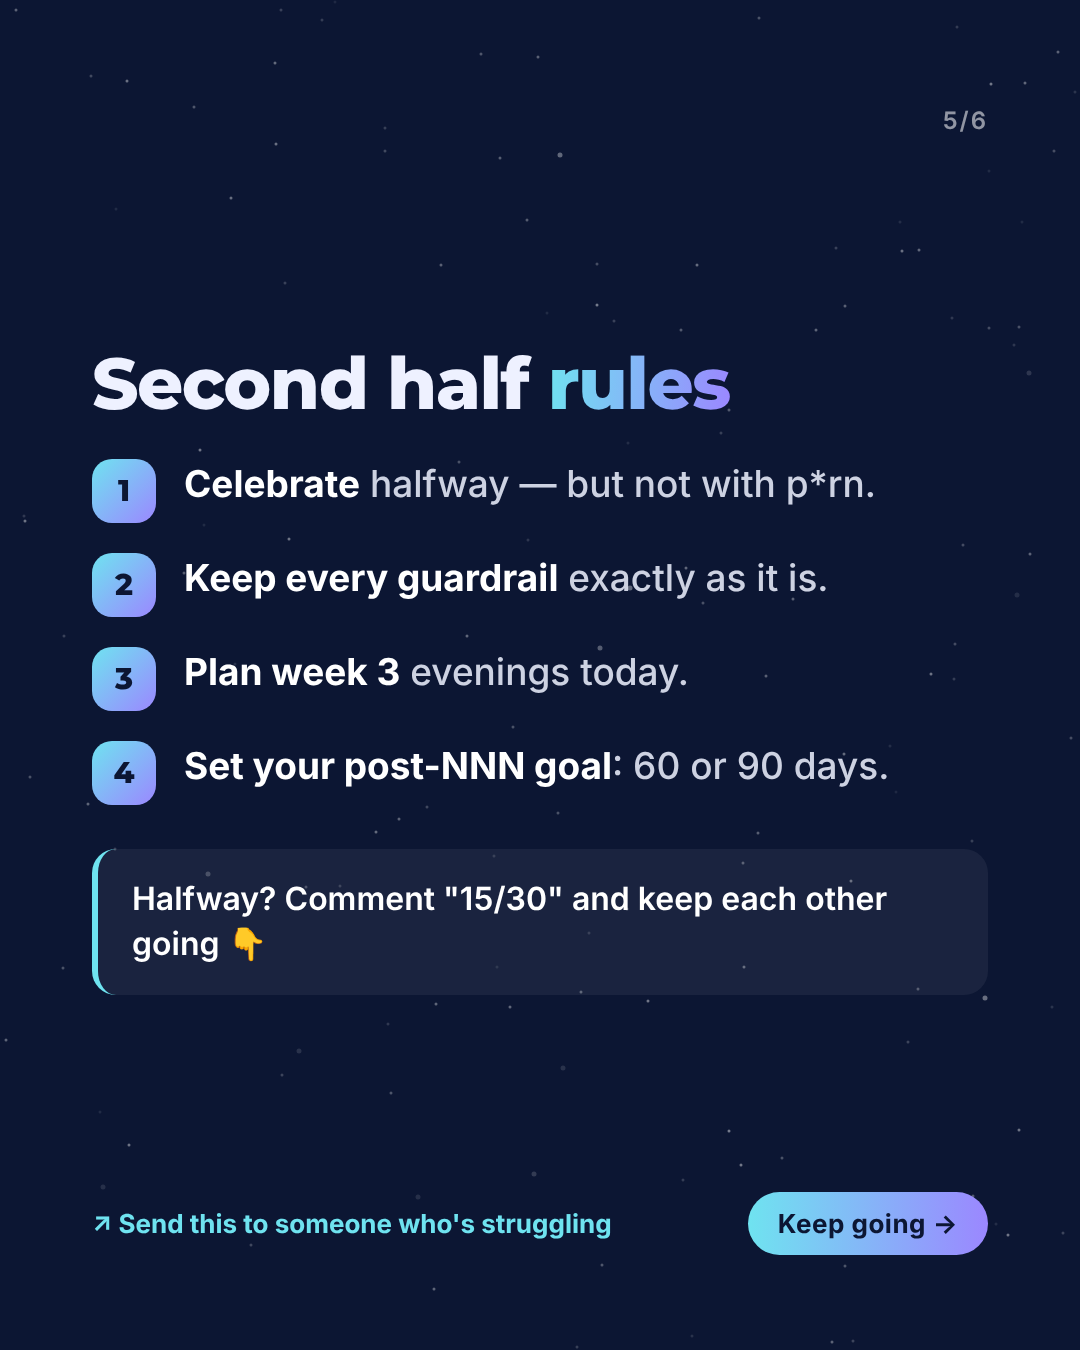 5/6
Second half rules
1 Celebrate halfway — but not with p*rn.
2 Keep every guardrail exactly as it is.
3 Plan week 3 evenings today.
4 Set your post-NNN goal: 60 or 90 days.
Halfway? Comment "15/30" and keep each other
going 👇
↗ Send this to someone who's struggling
Keep going →